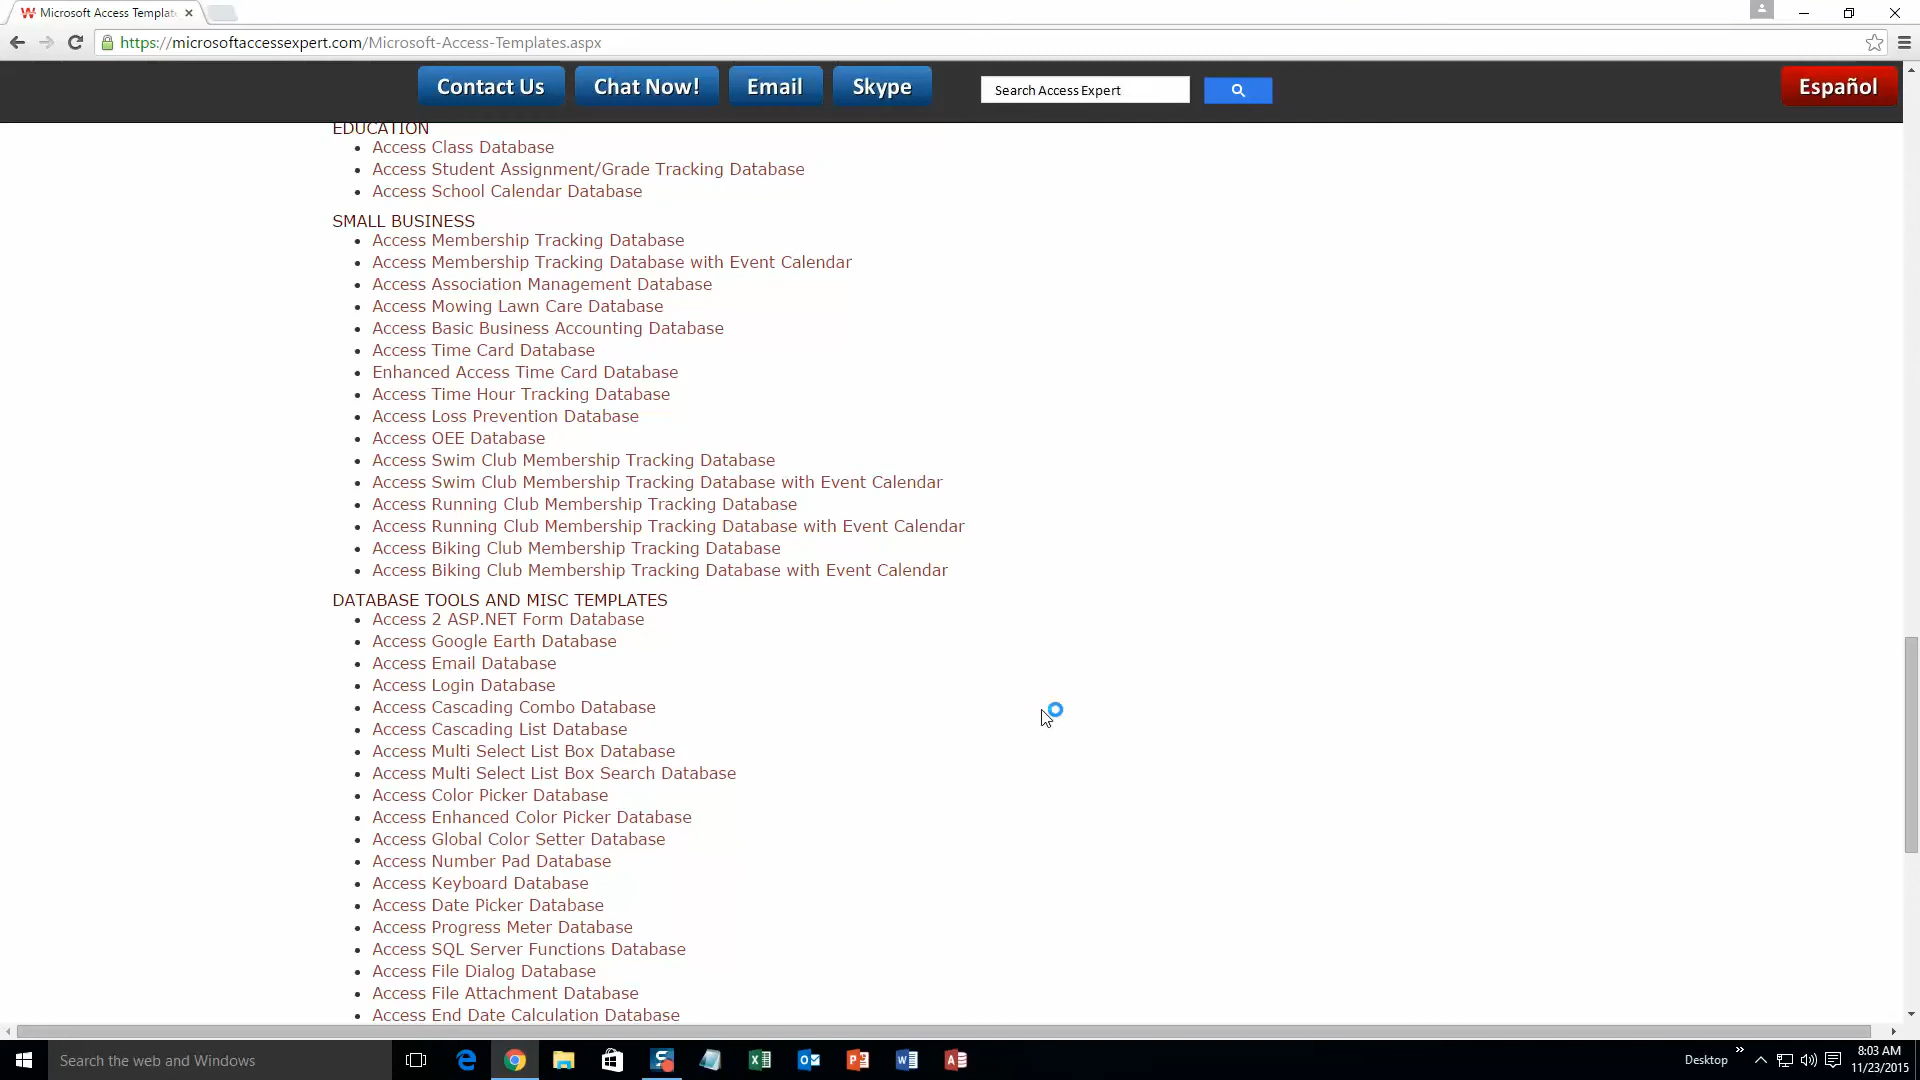 Microsoft Access Templat
https://microsoftaccessexpert.com/Microsoft-Access-Templates.aspx
Contact Us
Chat Now!
Email
Skype
Search Access Expert
Español
EDUCATION
Access Class Database
Access Student Assignment/Grade Tracking Database
Access School Calendar Database
SMALL BUSINESS
Access Membership Tracking Database
Access Membership Tracking Database with Event Calendar
Access Association Management Database
Access Mowing Lawn Care Database
Access Basic Business Accounting Database
Access Time Card Database
Enhanced Access Time Card Database
Access Time Hour Tracking Database
Access Loss Prevention Database
Access OEE Database
Access Swim Club Membership Tracking Database
Access Swim Club Membership Tracking Database with Event Calendar
Access Running Club Membership Tracking Database
Access Running Club Membership Tracking Database with Event Calendar
Access Biking Club Membership Tracking Database
Access Biking Club Membership Tracking Database with Event Calendar
DATABASE TOOLS AND MISC TEMPLATES
Access 2 ASP.NET Form Database
Access Google Earth Database
Access Email Database
Access Login Database
Access Cascading Combo Database
Access Cascading List Database
Access Multi Select List Box Database
Access Multi Select List Box Search Database
Access Color Picker Database
Access Enhanced Color Picker Database
Access Global Color Setter Database
Access Number Pad Database
Access Keyboard Database
Access Date Picker Database
Access Progress Meter Database
Access SQL Server Functions Database
Access File Dialog Database
Access File Attachment Database
Access End Date Calculation Database
Search the web and Windows
Desktop
8:03 AM
11/23/2015